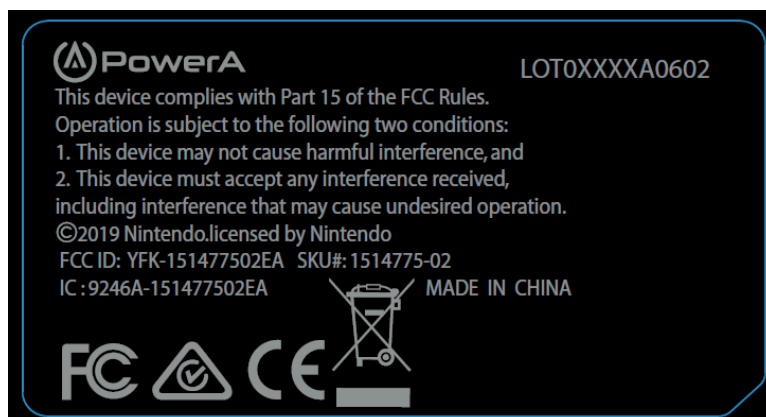 PowerA
LOT0XXXXA0602
This device complies with Part 15 of the FCC Rules.
Operation is subject to the following two conditions:
1. This device may not cause harmful interference,and
2. This device must accept any interference received,
including interference that may cause undesired operation.
©2019 Nintendo.licensed by Nintendo
FCC ID: YFK-151477502EA SKU#:1514775-02
IC :9246A-151477502EA
MADE IN CHINA
FC CE